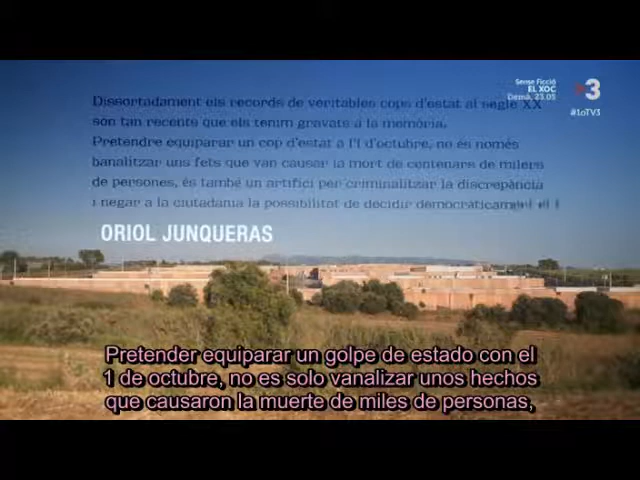 Sense Ficció
EL XOC
Demà, 23.05
3
#1oTV3
Dissortadament els records de veritables cops d'estat al segle XX
són tan recents que els tenim gravats a la memòria.
Pretendre equiparar un cop d'estat a l'1 d'octubre, no és només
banalitzar uns fets que van causar la mort de centenars de milers
de persones, és també un artifici per criminalitzar la discrepància
i negar a la ciutadania la possibilitat de decidir democràticament el
ORIOL JUNQUERAS
Pretender equiparar un golpe de estado con el
1 de octubre, no es solo vanalizar unos hechos
que causaron la muerte de miles de personas,